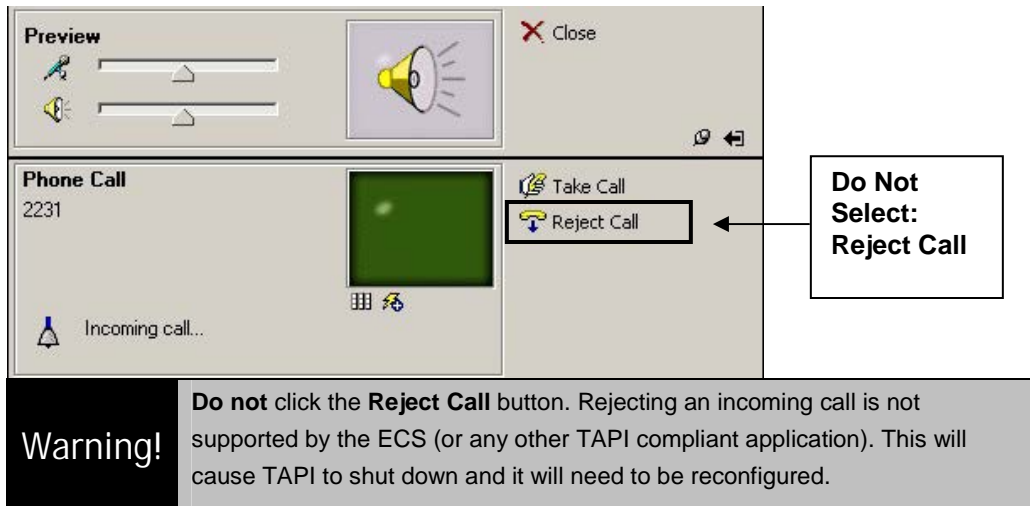 Preview
Close
Phone Call
2231
Take Call
Reject Call
Incoming call...
Do Not
Select:
Reject Call
Warning!
Do not click the Reject Call button. Rejecting an incoming call is not
supported by the ECS (or any other TAPI compliant application). This will
cause TAPI to shut down and it will need to be reconfigured.